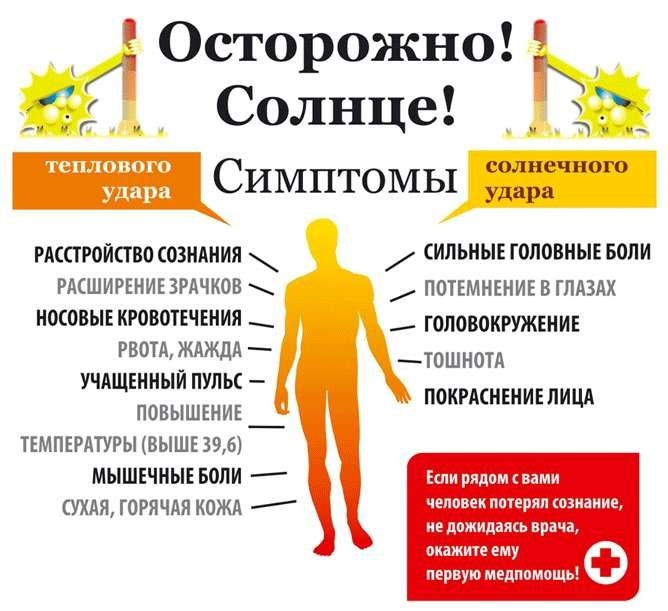 Осторожно!
Солнце!
Симптомы
теплового
удара
солнечного
удара
РАССТРОЙСТВО СОЗНАНИЯ
РАСШИРЕНИЕ ЗРАЧКОВ
НОСОВЫЕ КРОВОТЕЧЕНИЯ
РВОТА, ЖАЖДА
УЧАЩЕННЫЙ ПУЛЬС
ПОВЫШЕНИЕ
ТЕМПЕРАТУРЫ (ВЫШЕ 39,6)
МЫШЕЧНЫЕ БОЛИ
СУХАЯ, ГОРЯЧАЯ КОЖА
СИЛЬНЫЕ ГОЛОВНЫЕ БОЛИ
ПОТЕМНЕНИЕ В ГЛАЗАХ
ГОЛОВОКРУЖЕНИЕ
ТОШНОТА
ПОКРАСНЕНИЕ ЛИЦА
Если рядом с вами
человек потерял сознание,
не дожидаясь врача,
окажите ему
первую медпомощь!